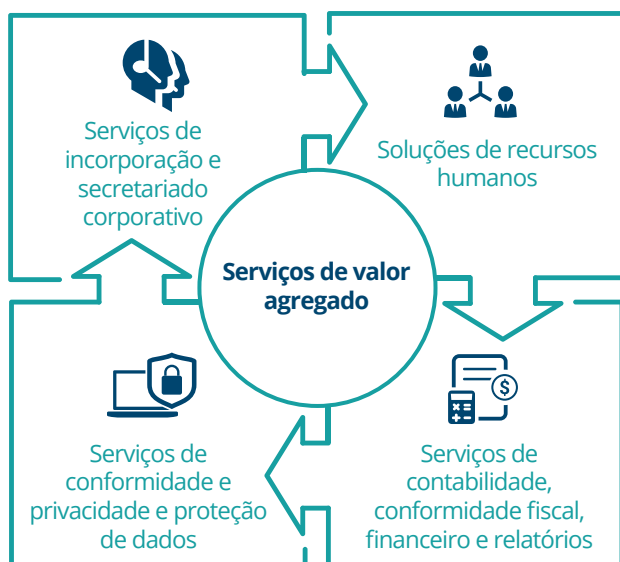 Serviços de
incorporação e
secretariado
corporativo
Soluções de recursos
humanos
Serviços de valor
agregado
Serviços de
conformidade e
privacidade e proteção
de dados
Serviços de
contabilidade,
conformidade fiscal,
financeiro e relatórios
$